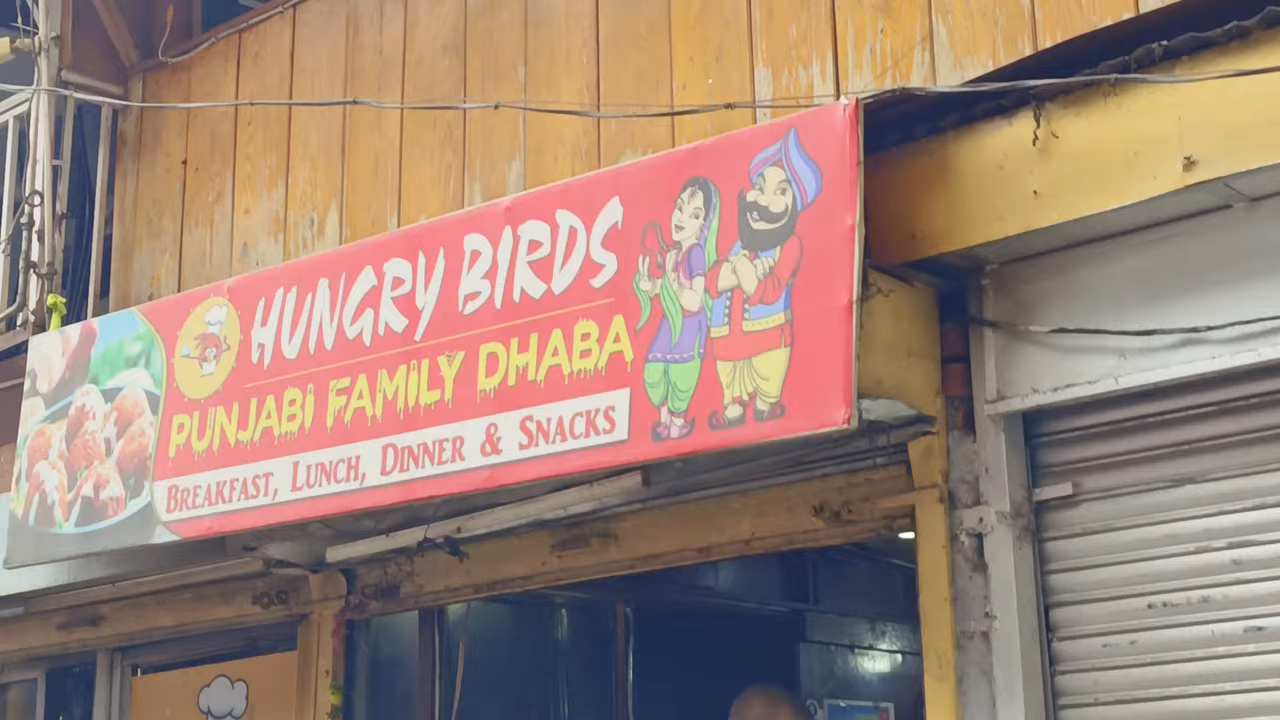 HUNGRY BIRDS
PUNJABI FAMILY DHABA
BREAKFAST, LUNCH, DINNER & SNACKS